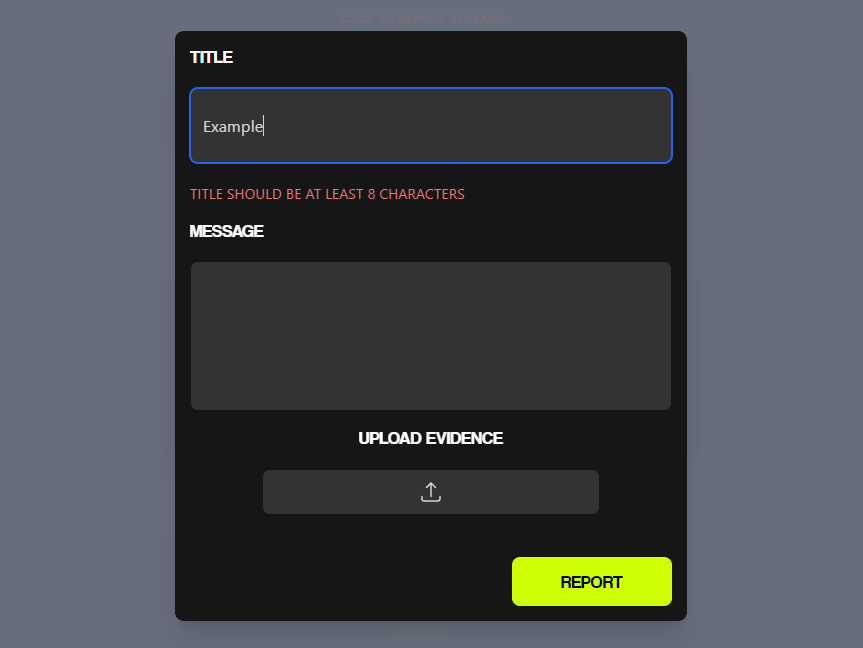 CLICK TO REPORT STREAMS
TITLE
Example
TITLE SHOULD BE AT LEAST 8 CHARACTERS
MESSAGE
UPLOAD EVIDENCE
REPORT